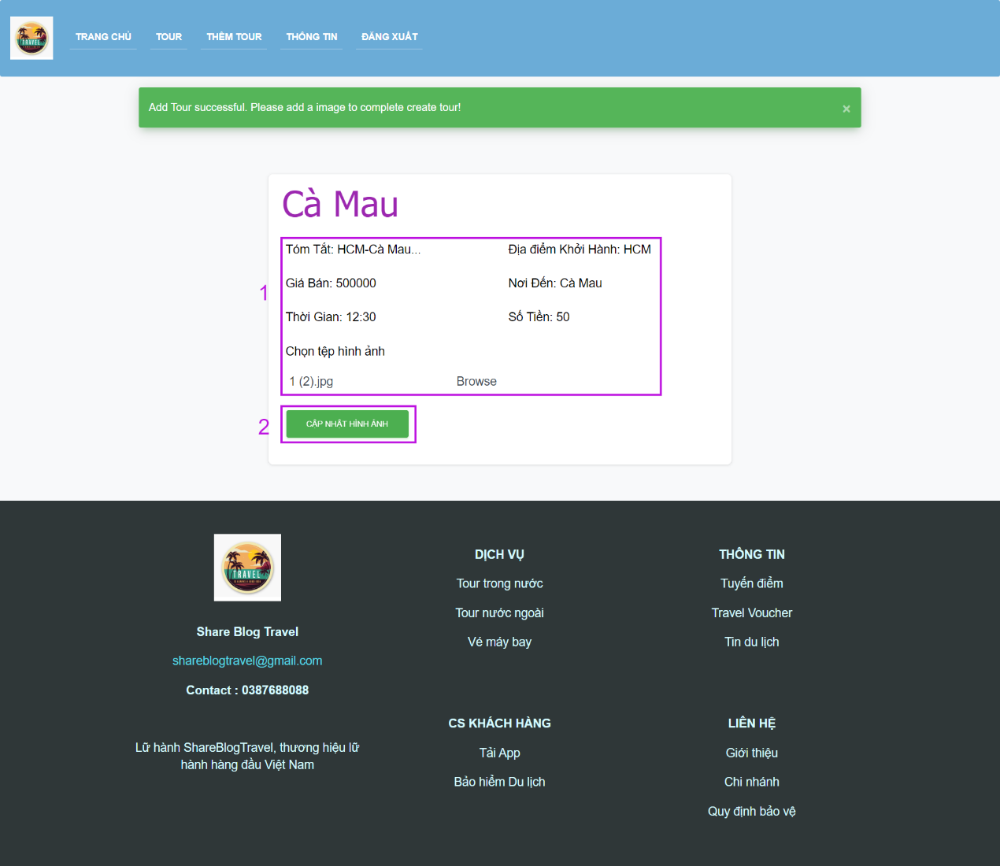 TRAVEL
TRANG CHỦ
TOUR
THÊM TOUR
THÔNG TIN
ĐĂNG XUẤT
Add Tour successful. Please add a image to complete create tour!
×
Cà Mau
1
Tóm Tắt: HCM-Cà Mau...
Địa điểm Khởi Hành: HCM
Giá Bán: 500000
Nơi Đến: Cà Mau
Thời Gian: 12:30
Số Tiền: 50
Chọn tệp hình ảnh
1 (2).jpg
Browse
2
CẬP NHẬT HÌNH ẢNH
TRAVEL
Share Blog Travel
shareblogtravel@gmail.com
Contact : 0387688088
Lữ hành ShareBlogTravel, thương hiệu lữ
hành hàng đầu Việt Nam
DỊCH VỤ
Tour trong nước
Tour nước ngoài
Vé máy bay
THÔNG TIN
Tuyến điểm
Travel Voucher
Tin du lịch
CS KHÁCH HÀNG
Tải App
Bảo hiểm Du lịch
LIÊN HỆ
Giới thiệu
Chi nhánh
Quy định bảo vệ